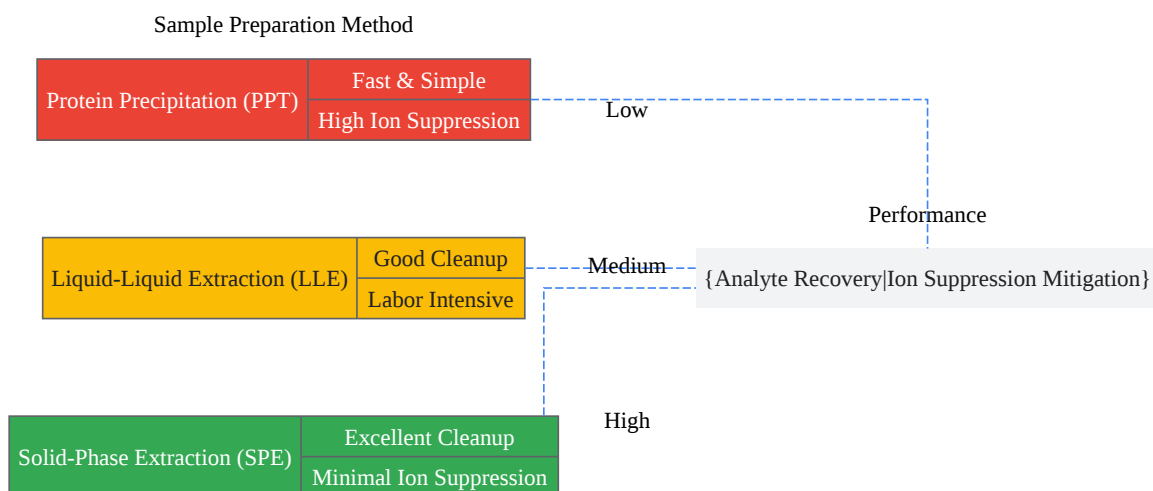 Sample Preparation Method
Protein Precipitation (PPT)
Fast & Simple
High Ion Suppression
Low
Performance
Liquid-Liquid Extraction (LLE)
Good Cleanup
Labor Intensive
Medium
{Analyte Recovery|Ion Suppression Mitigation}
Solid-Phase Extraction (SPE)
Excellent Cleanup
Minimal Ion Suppression
High